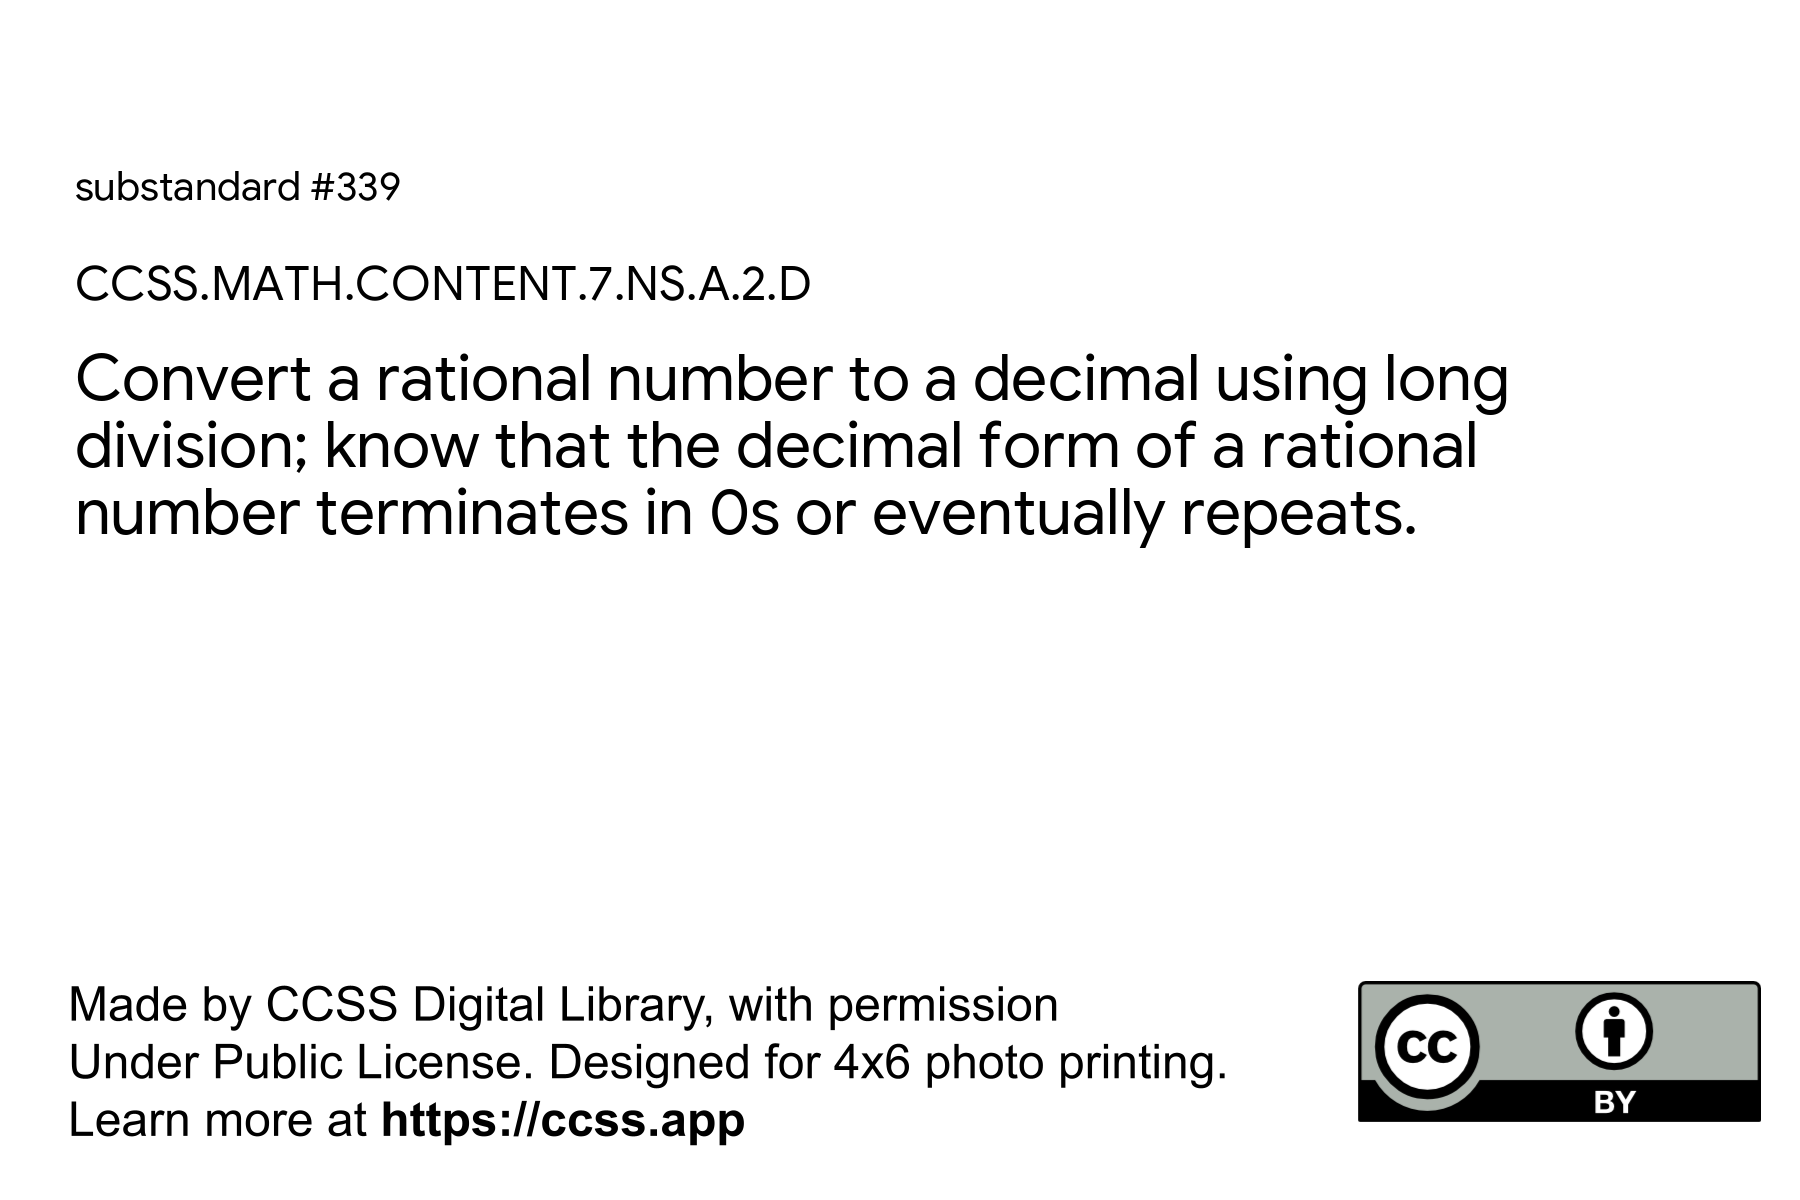 substandard #339
CCSS.MATH.CONTENT.7.NS.A.2.D
Convert a rational number to a decimal using long
division; know that the decimal form of a rational
number terminates in 0s or eventually repeats.
Made by CCSS Digital Library, with permission
Under Public License. Designed for 4x6 photo printing.
Learn more at https://ccss.app
cc
BY